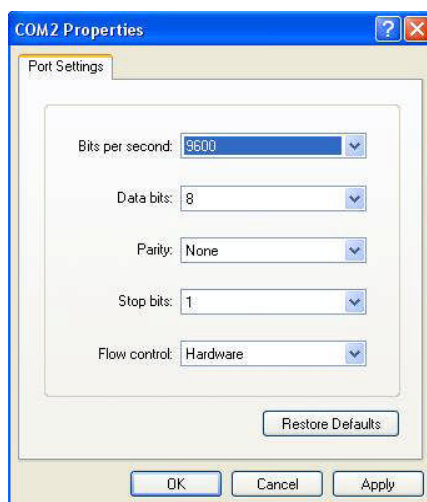 COM2 Properties
Port Settings
Bits per second: 9600
Data bits: 8
Parity: None
Stop bits: 1
Flow control: Hardware
Restore Defaults
OK Cancel Apply